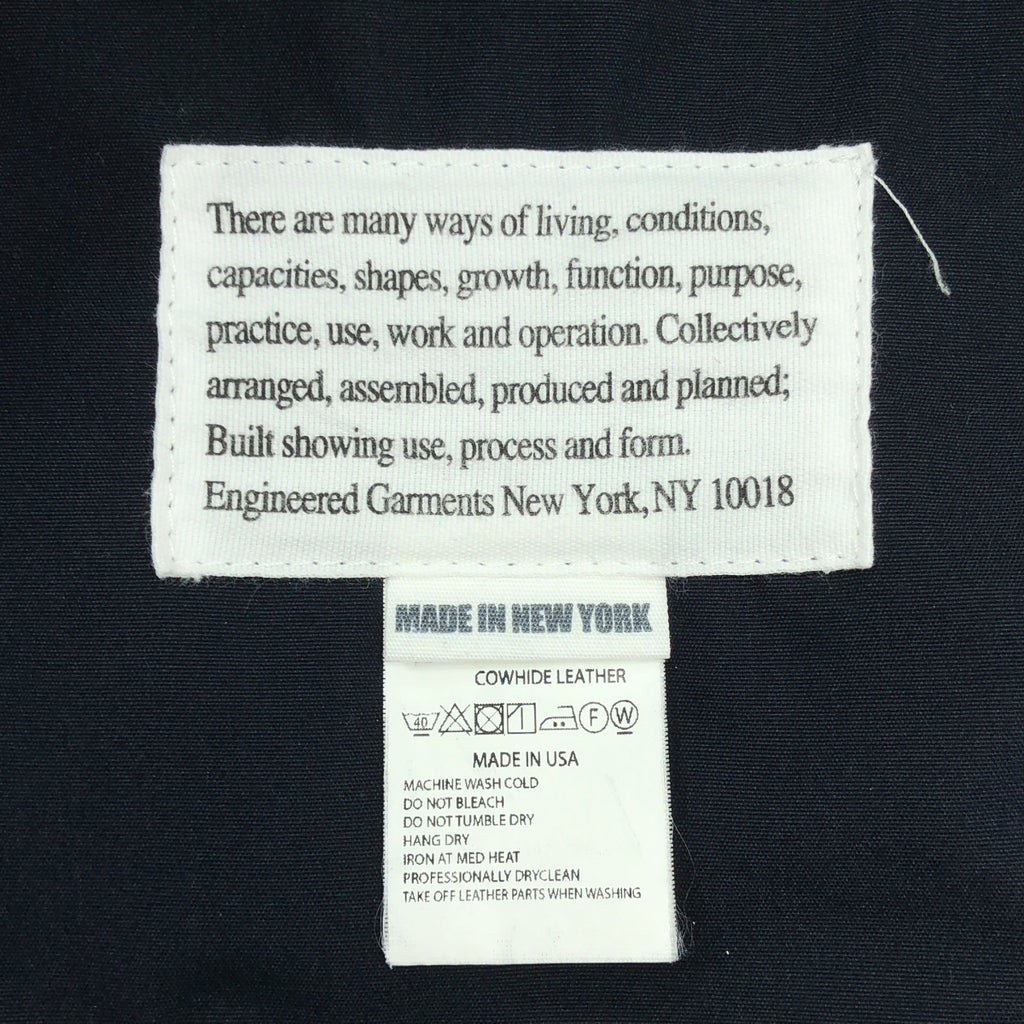 There are many ways of living, conditions,
capacities, shapes, growth, function, purpose,
practice, use, work and operation. Collectively
arranged, assembled, produced and planned;
Built showing use, process and form.
Engineered Garments New York, NY 10018
MADE IN NEW YORK
COWHIDE LEATHER
40 F W
MADE IN USA
MACHINE WASH COLD
DO NOT BLEACH
DO NOT TUMBLE DRY
HANG DRY
IRON AT MED HEAT
PROFESSIONALLY DRYCLEAN
TAKE OFF LEATHER PARTS WHEN WASHING